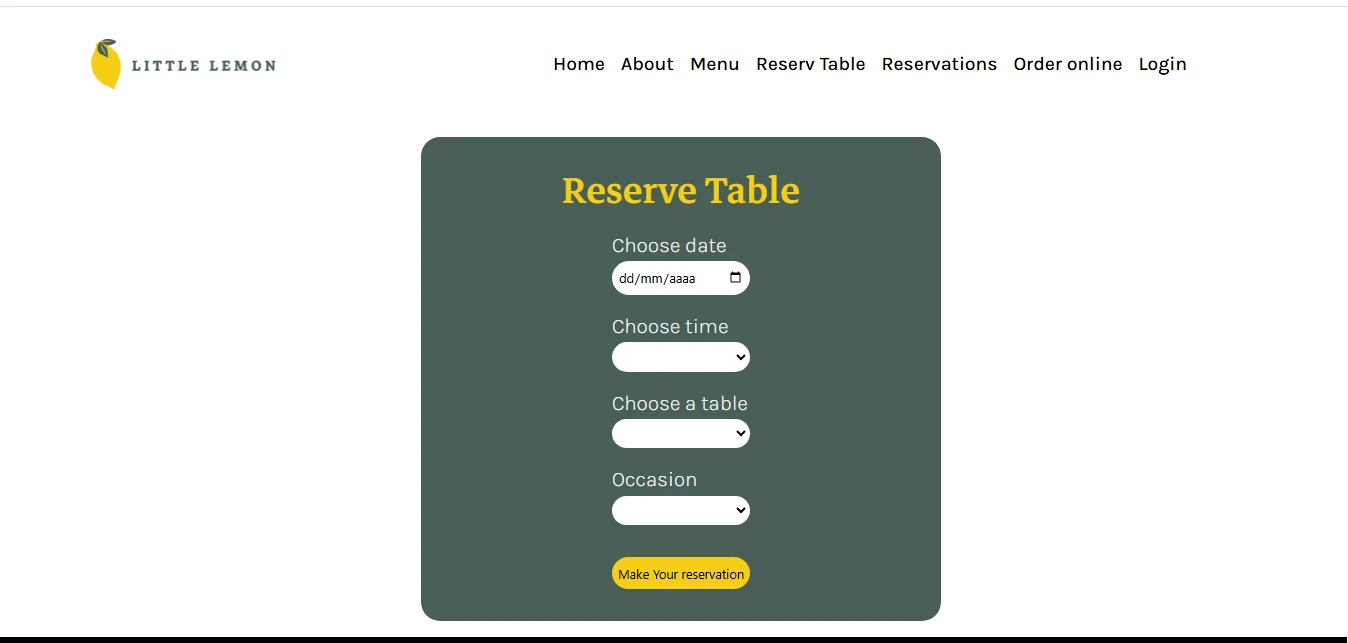 LITTLE LEMON
Home About Menu Reserv Table Reservations Order online Login
Reserve Table
Choose date
dd/mm/aaaa
Choose time
Choose a table
Occasion
Make Your reservation